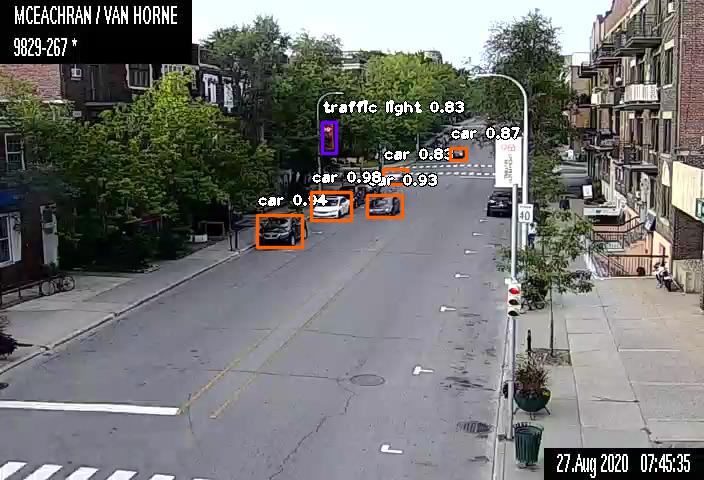 MCEACHRAN / VAN HORNE
9829-267 *
traffic light 0.83
car 0.87
car 0.83
car 0.98
car 0.93
car 0.94
40
27.Aug 2020 07:45:35